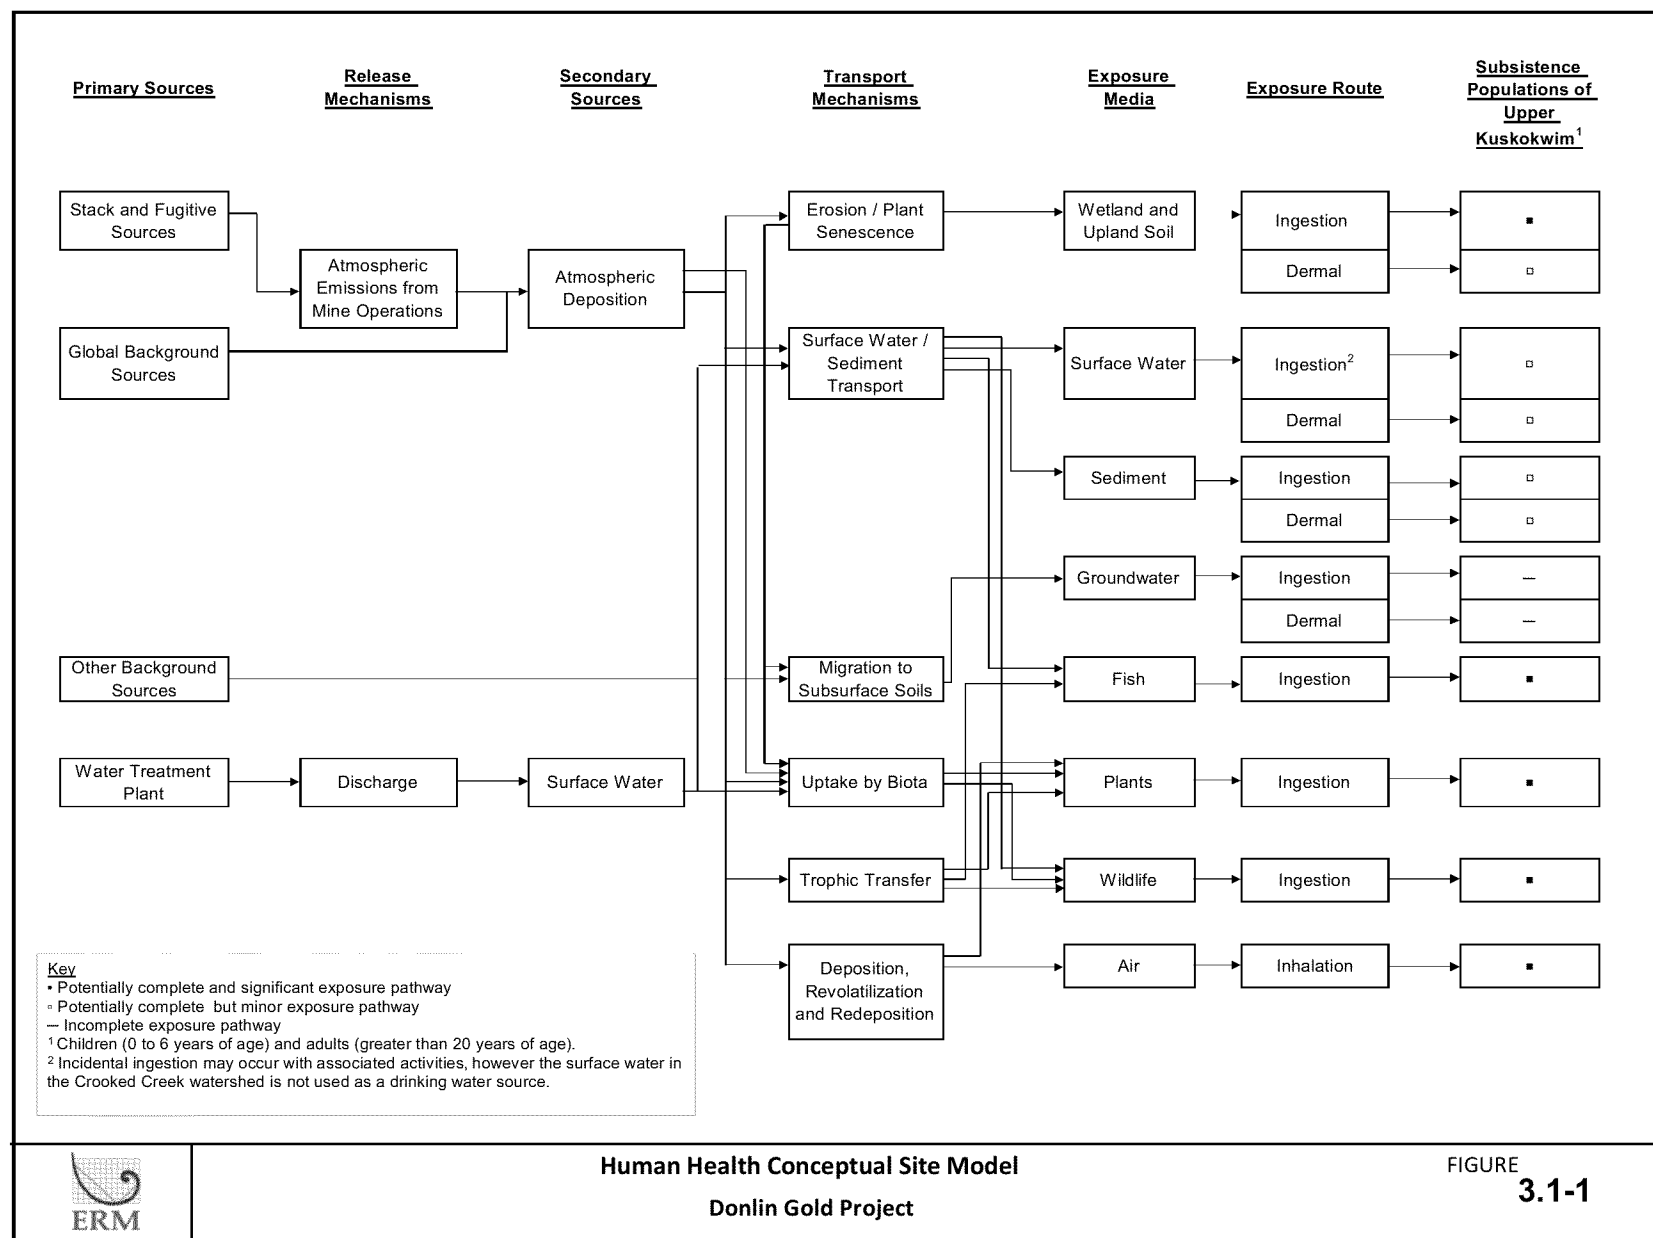 Primary Sources
Release
Mechanisms
Secondary
Sources
Transport
Mechanisms
Exposure
Media
Exposure Route
Subsistence
Populations of
Upper
Kuskokwim¹
Stack and Fugitive
Sources
Global Background
Sources
Other Background
Sources
Water Treatment
Plant
Atmospheric
Emissions from
Mine Operations
Discharge
Atmospheric
Deposition
Surface Water
Erosion / Plant
Senescence
Surface Water /
Sediment
Transport
Migration to
Subsurface Soils
Uptake by Biota
Trophic Transfer
Deposition,
Revolatilization
and Redeposition
Wetland and
Upland Soil
Surface Water
Sediment
Groundwater
Fish
Plants
Wildlife
Air
Ingestion
▪
Dermal
▫
Ingestion²
▫
Dermal
▫
Ingestion
▫
Dermal
▫
Ingestion
—
Dermal
—
Ingestion
▪
Ingestion
▪
Ingestion
▪
Inhalation
▪
Key
▪ Potentially complete and significant exposure pathway
▫ Potentially complete but minor exposure pathway
— Incomplete exposure pathway
¹ Children (0 to 6 years of age) and adults (greater than 20 years of age).
² Incidental ingestion may occur with associated activities, however the surface water in
the Crooked Creek watershed is not used as a drinking water source.
ERM
Human Health Conceptual Site Model
Donlin Gold Project
FIGURE
3.1-1